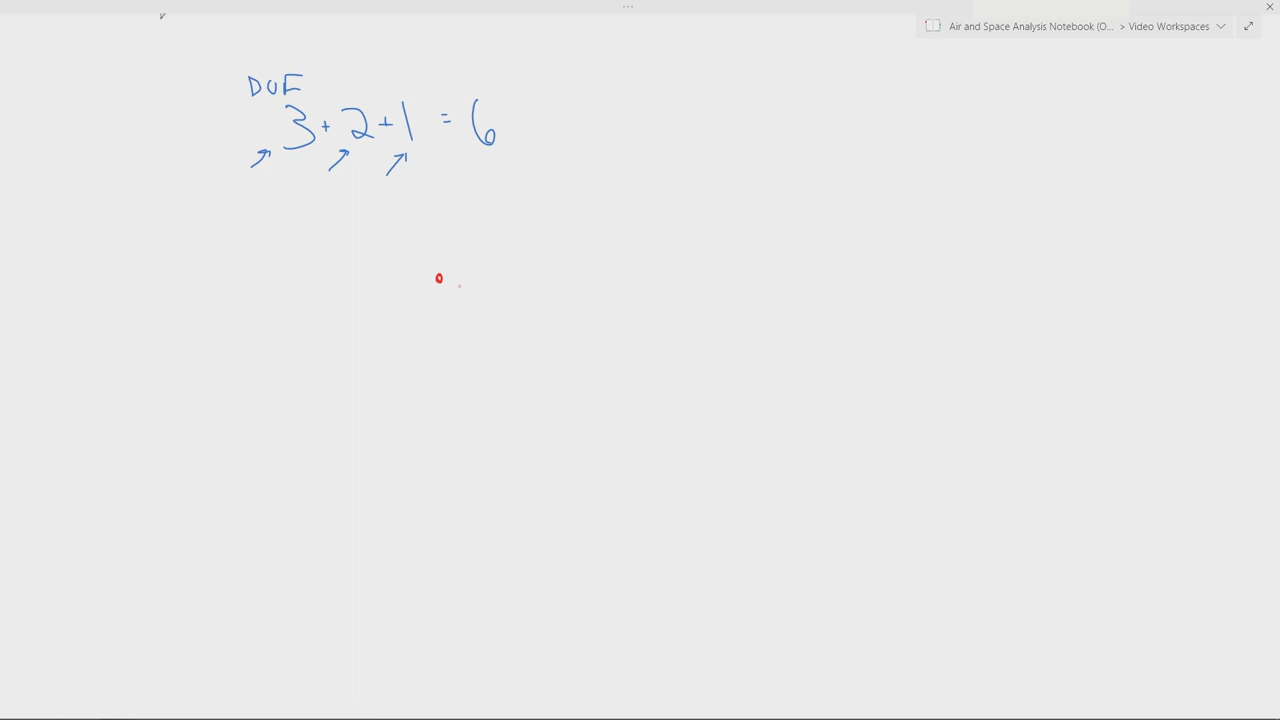 Air and Space Analysis Notebook (O... > Video Workspaces
DOF
3 + 2 + 1 = 6